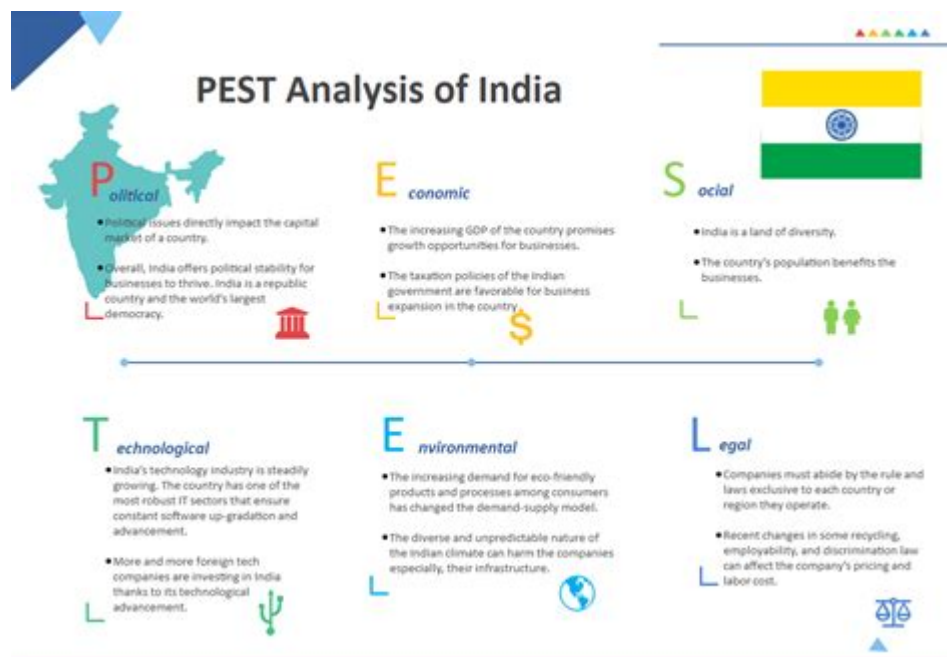 PEST Analysis of India
Political
•Political issues directly impact the capital
market of a country.
•Overall, India offers political stability for
businesses to thrive. India is a republic
country and the world's largest
democracy.
E conomic
•The increasing GDP of the country promises
growth opportunities for businesses.
•The taxation policies of the Indian
government are favorable for business
expansion in the country.
S ocial
•India is a land of diversity.
•The country's population benefits the
businesses.
$
Technological
•India's technology industry is steadily
growing. The country has one of the
most robust IT sectors that ensure
constant software up-gradation and
advancement.
•More and more foreign tech
companies are investing in India
thanks to its technological
advancement.
E nvironmental
•The increasing demand for eco-friendly
products and processes among consumers
has changed the demand-supply model.
•The diverse and unpredictable nature of
the Indian climate can harm the companies
especially, their infrastructure.
L egal
•Companies must abide by the rule and
laws exclusive to each country or
region they operate.
•Recent changes in some recycling,
employability, and discrimination law
can affect the company's pricing and
labor cost.